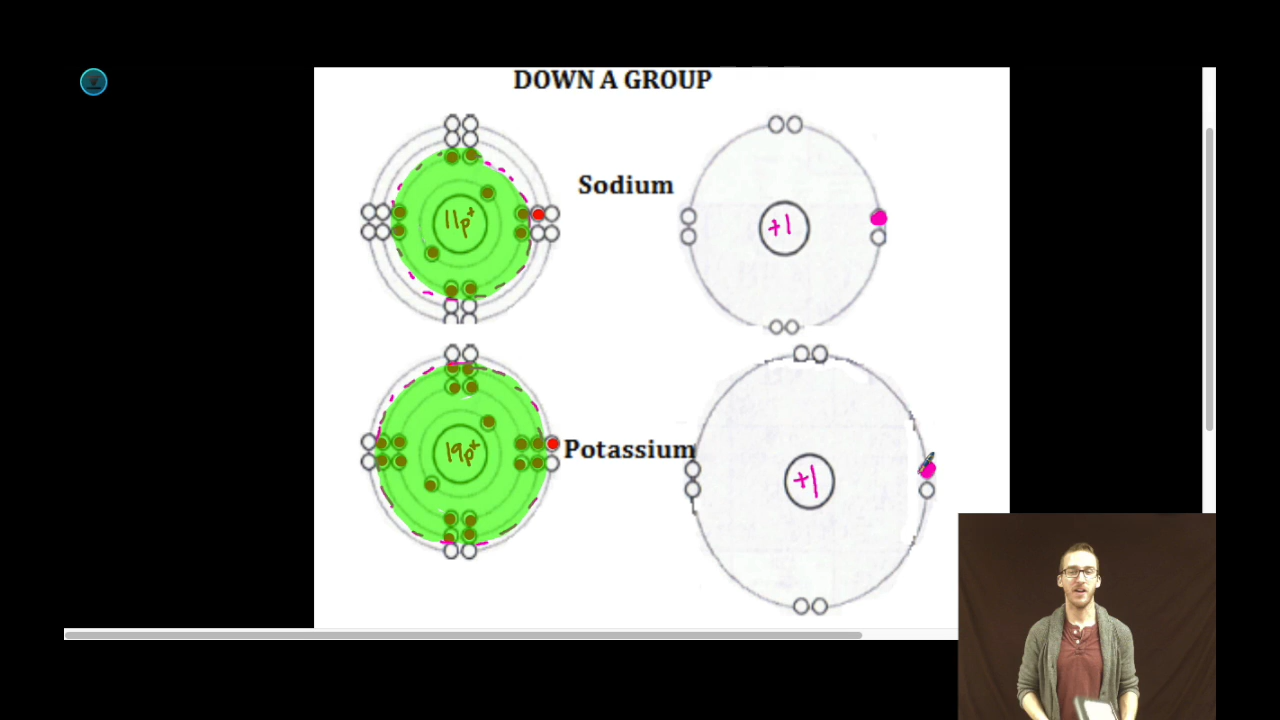 DOWN A GROUP
11p+
Sodium
+1
19p+
Potassium
+1